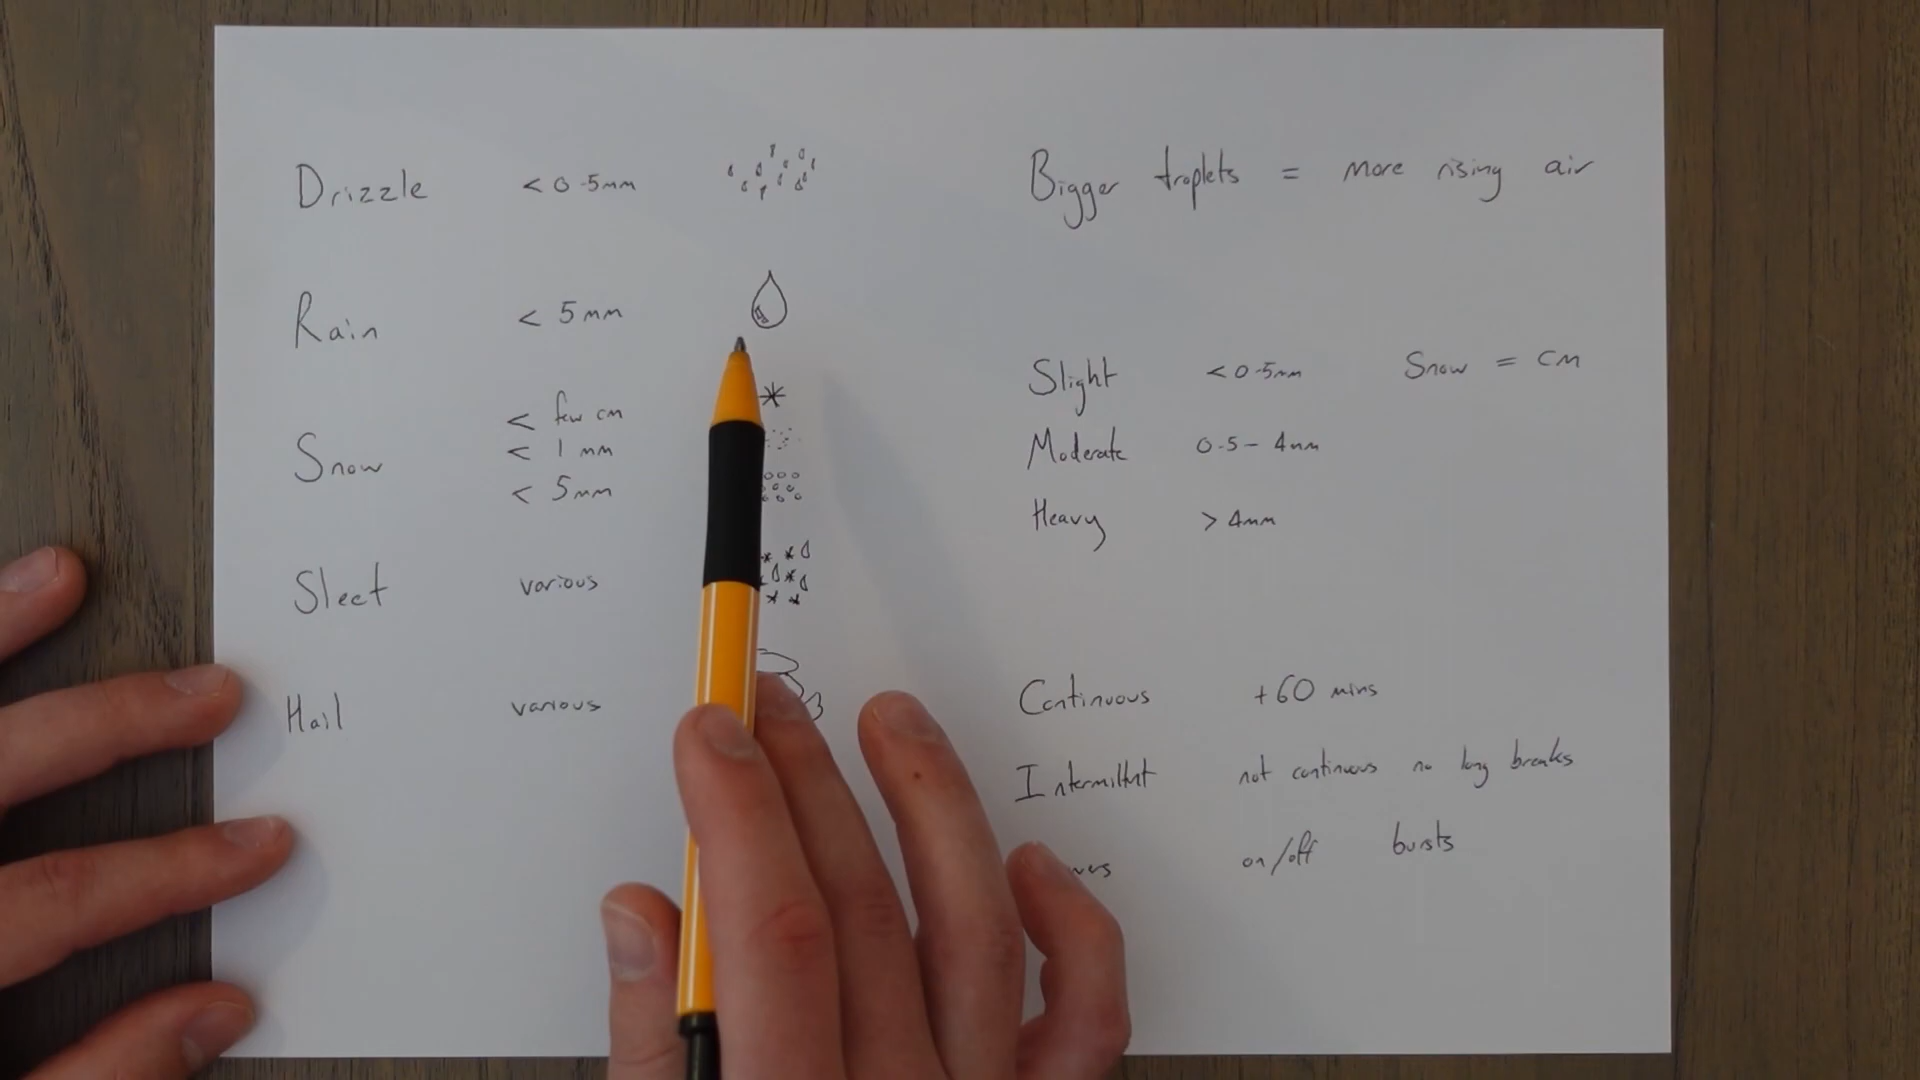 Drizzle <0.5mm
Rain < 5mm
Snow < few cm
< 1 mm
< 5mm
Sleet various
Hail various
Bigger troplets = more rising air
Slight <0.5mm Snow = cm
Moderate 0.5 - 4mm
Heavy > 4mm
Continuous +60 mins
Intermittent not continuous no long breaks
on/off bursts